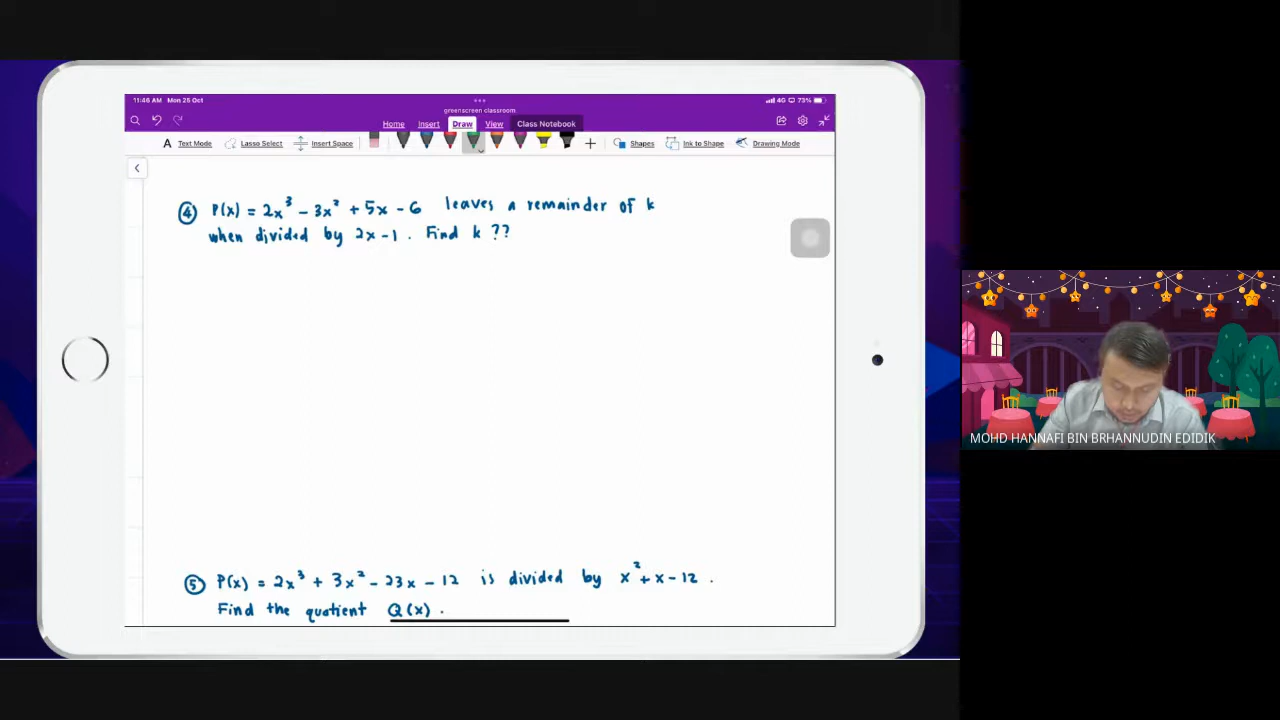 11:46 AM Mon 25 Oct
4G 73%
greenscreen classroom
Home Insert Draw View Class Notebook
A Text Mode Lasso Select Insert Space Shapes Ink to Shape Drawing Mode
④ P(x) = 2x³ - 3x² + 5x - 6 leaves a remainder of k
when divided by 2x - 1 . Find k ??
MOHD HANNAFI BIN BRHANNUDIN EDIDIK
⑤ P(x) = 2x³ + 3x² - 23x - 12 is divided by x² + x - 12 .
Find the quotient Q(x) .